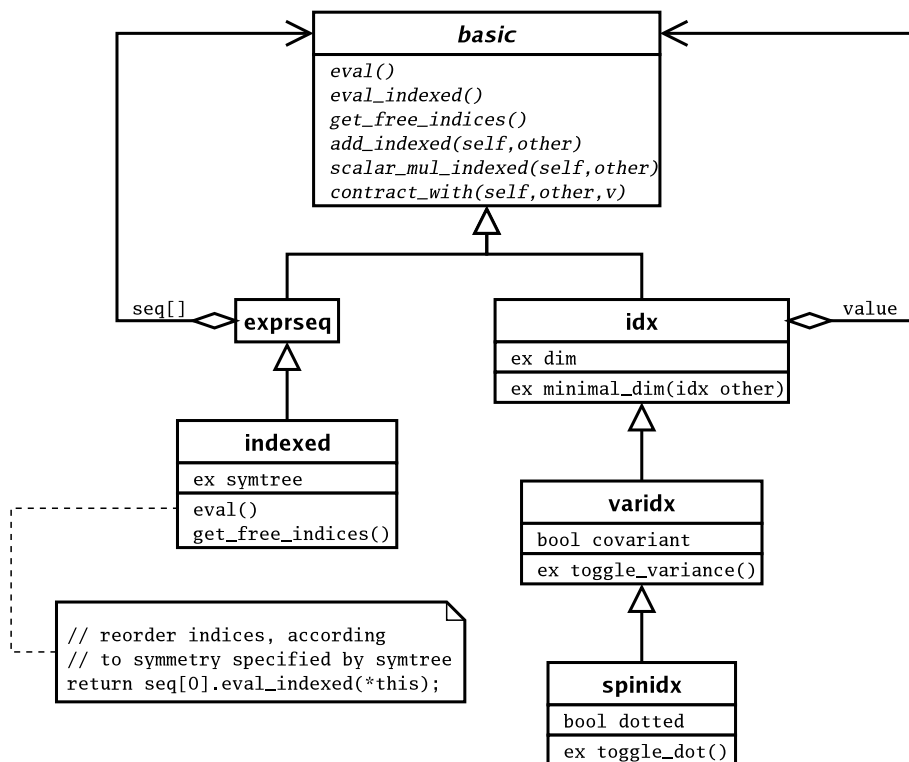 basic
eval()
eval_indexed()
get_free_indices()
add_indexed(self,other)
scalar_mul_indexed(self,other)
contract_with(self,other,v)
seq[]
exprseq
idx
value
ex dim
ex minimal_dim(idx other)
indexed
ex symtree
eval()
get_free_indices()
varidx
bool covariant
ex toggle_variance()
// reorder indices, according
// to symmetry specified by symtree
return seq[0].eval_indexed(*this);
spinidx
bool dotted
ex toggle_dot()